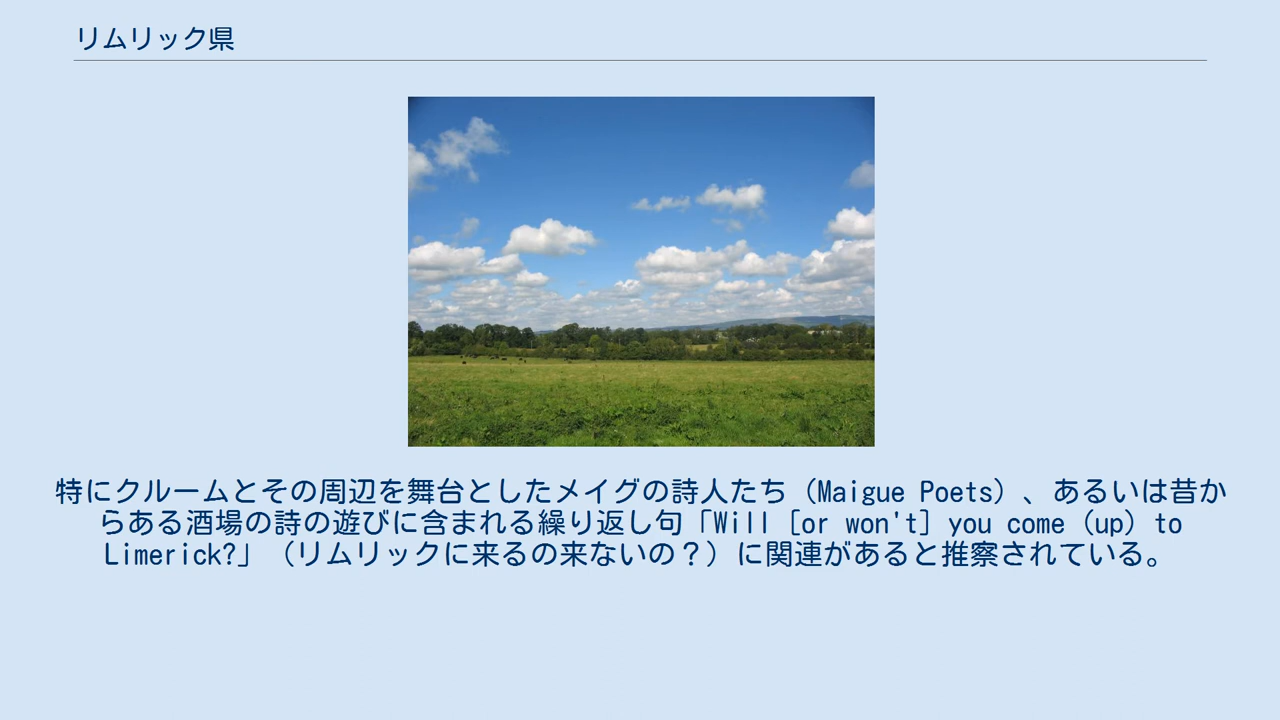 リムリック県
特にクルームとその周辺を舞台としたメイグの詩人たち（Maigue Poets）、あるいは昔か
らある酒場の詩の遊びに含まれる繰り返し句「Will [or won't] you come (up) to
Limerick?」（リムリックに来るの来ないの？）に関連があると推察されている。